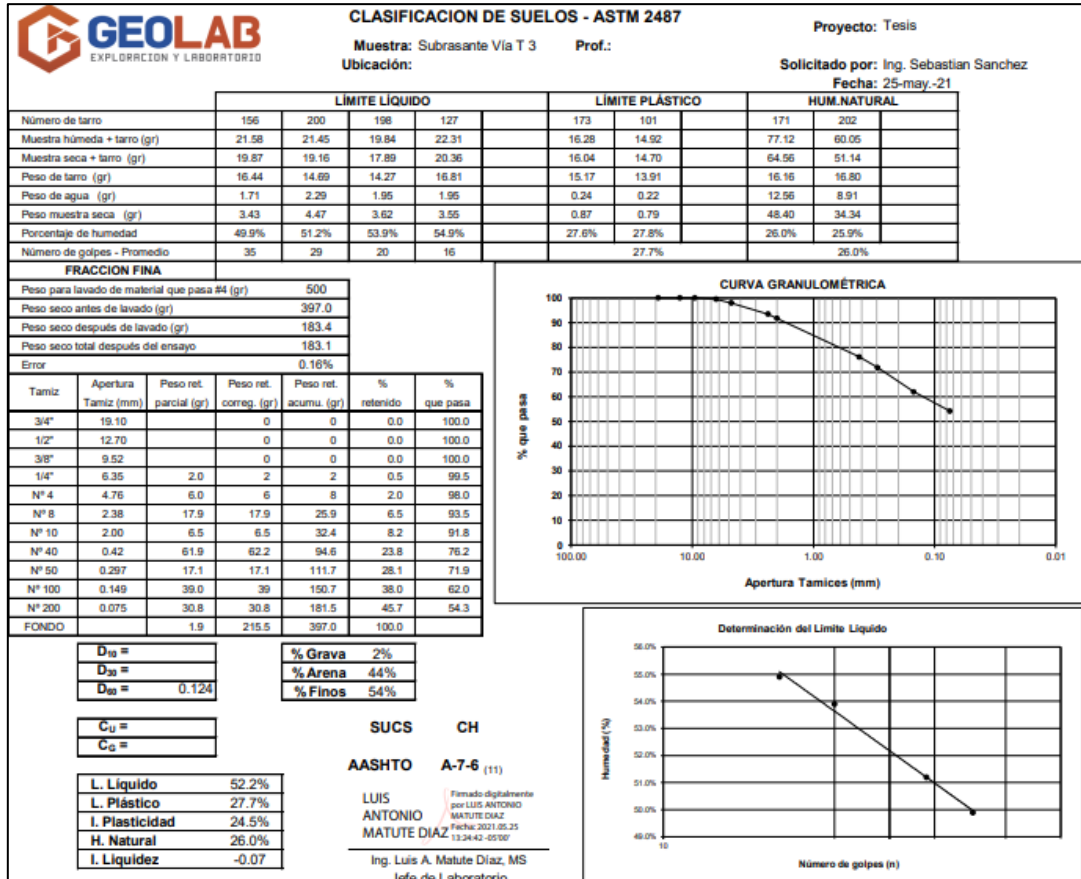 GEOLAB
EXPLORACION Y LABORATORIO
CLASIFICACION DE SUELOS - ASTM 2487
Proyecto: Tesis
Muestra: Subrasante Vía T 3 Prof.:
Ubicación:
Solicitado por: Ing. Sebastian Sanchez
Fecha: 25-may.-21
LÍMITE LÍQUIDO LÍMITE PLÁSTICO HUM.NATURAL
Número de tarro 156 200 198 127 173 101 171 202
Muestra húmeda + tarro (gr) 21.58 21.45 19.84 22.31 16.28 14.92 77.12 60.05
Muestra seca + tarro (gr) 19.87 19.16 17.89 20.36 16.04 14.70 64.56 51.14
Peso de tarro (gr) 16.44 14.69 14.27 16.81 15.17 13.91 16.16 16.80
Peso de agua (gr) 1.71 2.29 1.95 1.95 0.24 0.22 12.56 8.91
Peso muestra seca (gr) 3.43 4.47 3.62 3.55 0.87 0.79 48.40 34.34
Porcentaje de humedad 49.9% 51.2% 53.9% 54.9% 27.6% 27.8% 26.0% 25.9%
Número de golpes - Promedio 35 29 20 16 27.7% 26.0%
FRACCION FINA
Peso para lavado de material que pasa #4 (gr) 500
Peso seco antes de lavado (gr) 397.0
Peso seco después de lavado (gr) 183.4
Peso seco total después del ensayo 183.1
Error 0.16%
Tamiz Apertura Peso ret. Peso ret. Peso ret. % %
Tamiz (mm) parcial (gr) correg. (gr) acumu. (gr) retenido que pasa
3/4" 19.10 0 0 0.0 100.0
1/2" 12.70 0 0 0.0 100.0
3/8" 9.52 0 0 0.0 100.0
1/4" 6.35 2.0 2 2 0.5 99.5
Nº 4 4.76 6.0 6 8 2.0 98.0
Nº 8 2.38 17.9 17.9 25.9 6.5 93.5
Nº 10 2.00 6.5 6.5 32.4 8.2 91.8
Nº 40 0.42 61.9 62.2 94.6 23.8 76.2
Nº 50 0.297 17.1 17.1 111.7 28.1 71.9
Nº 100 0.149 39.0 39 150.7 38.0 62.0
Nº 200 0.075 30.8 30.8 181.5 45.7 54.3
FONDO 1.9 215.5 397.0 100.0
CURVA GRANULOMÉTRICA
% que pasa
100
90
80
70
60
50
40
30
20
10
0
100.00 10.00 1.00 0.10 0.01
Apertura Tamices (mm)
D10 =
D30 =
D60 = 0.124
% Grava 2%
% Arena 44%
% Finos 54%
CU =
CG =
SUCS CH
AASHTO A-7-6 (11)
L. Líquido 52.2%
L. Plástico 27.7%
I. Plasticidad 24.5%
H. Natural 26.0%
I. Liquidez -0.07
LUIS
ANTONIO
MATUTE DIAZ
Firmado digitalmente
por LUIS ANTONIO
MATUTE DIAZ
Fecha: 2021.05.25
13:24:42 -05'00'
Ing. Luis A. Matute Díaz, MS
Jefe de Laboratorio
Determinación del Límite Líquido
Humedad (%)
56.0%
55.0%
54.0%
53.0%
52.0%
51.0%
50.0%
49.0%
10
Número de golpes (n)